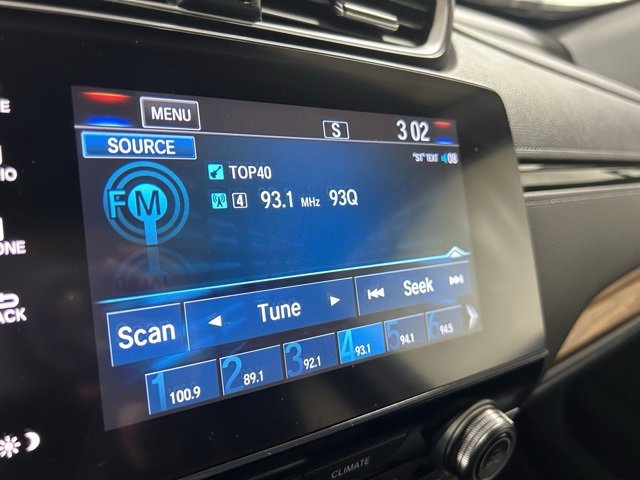 MENU
S
3 02
SOURCE
"ST" TEXT 08
TOP40
FM
4 93.1 MHz 93Q
Scan
Tune
Seek
1 100.9
2 89.1
3 92.1
4 93.1
5 94.1
6 94.5
CLIMATE